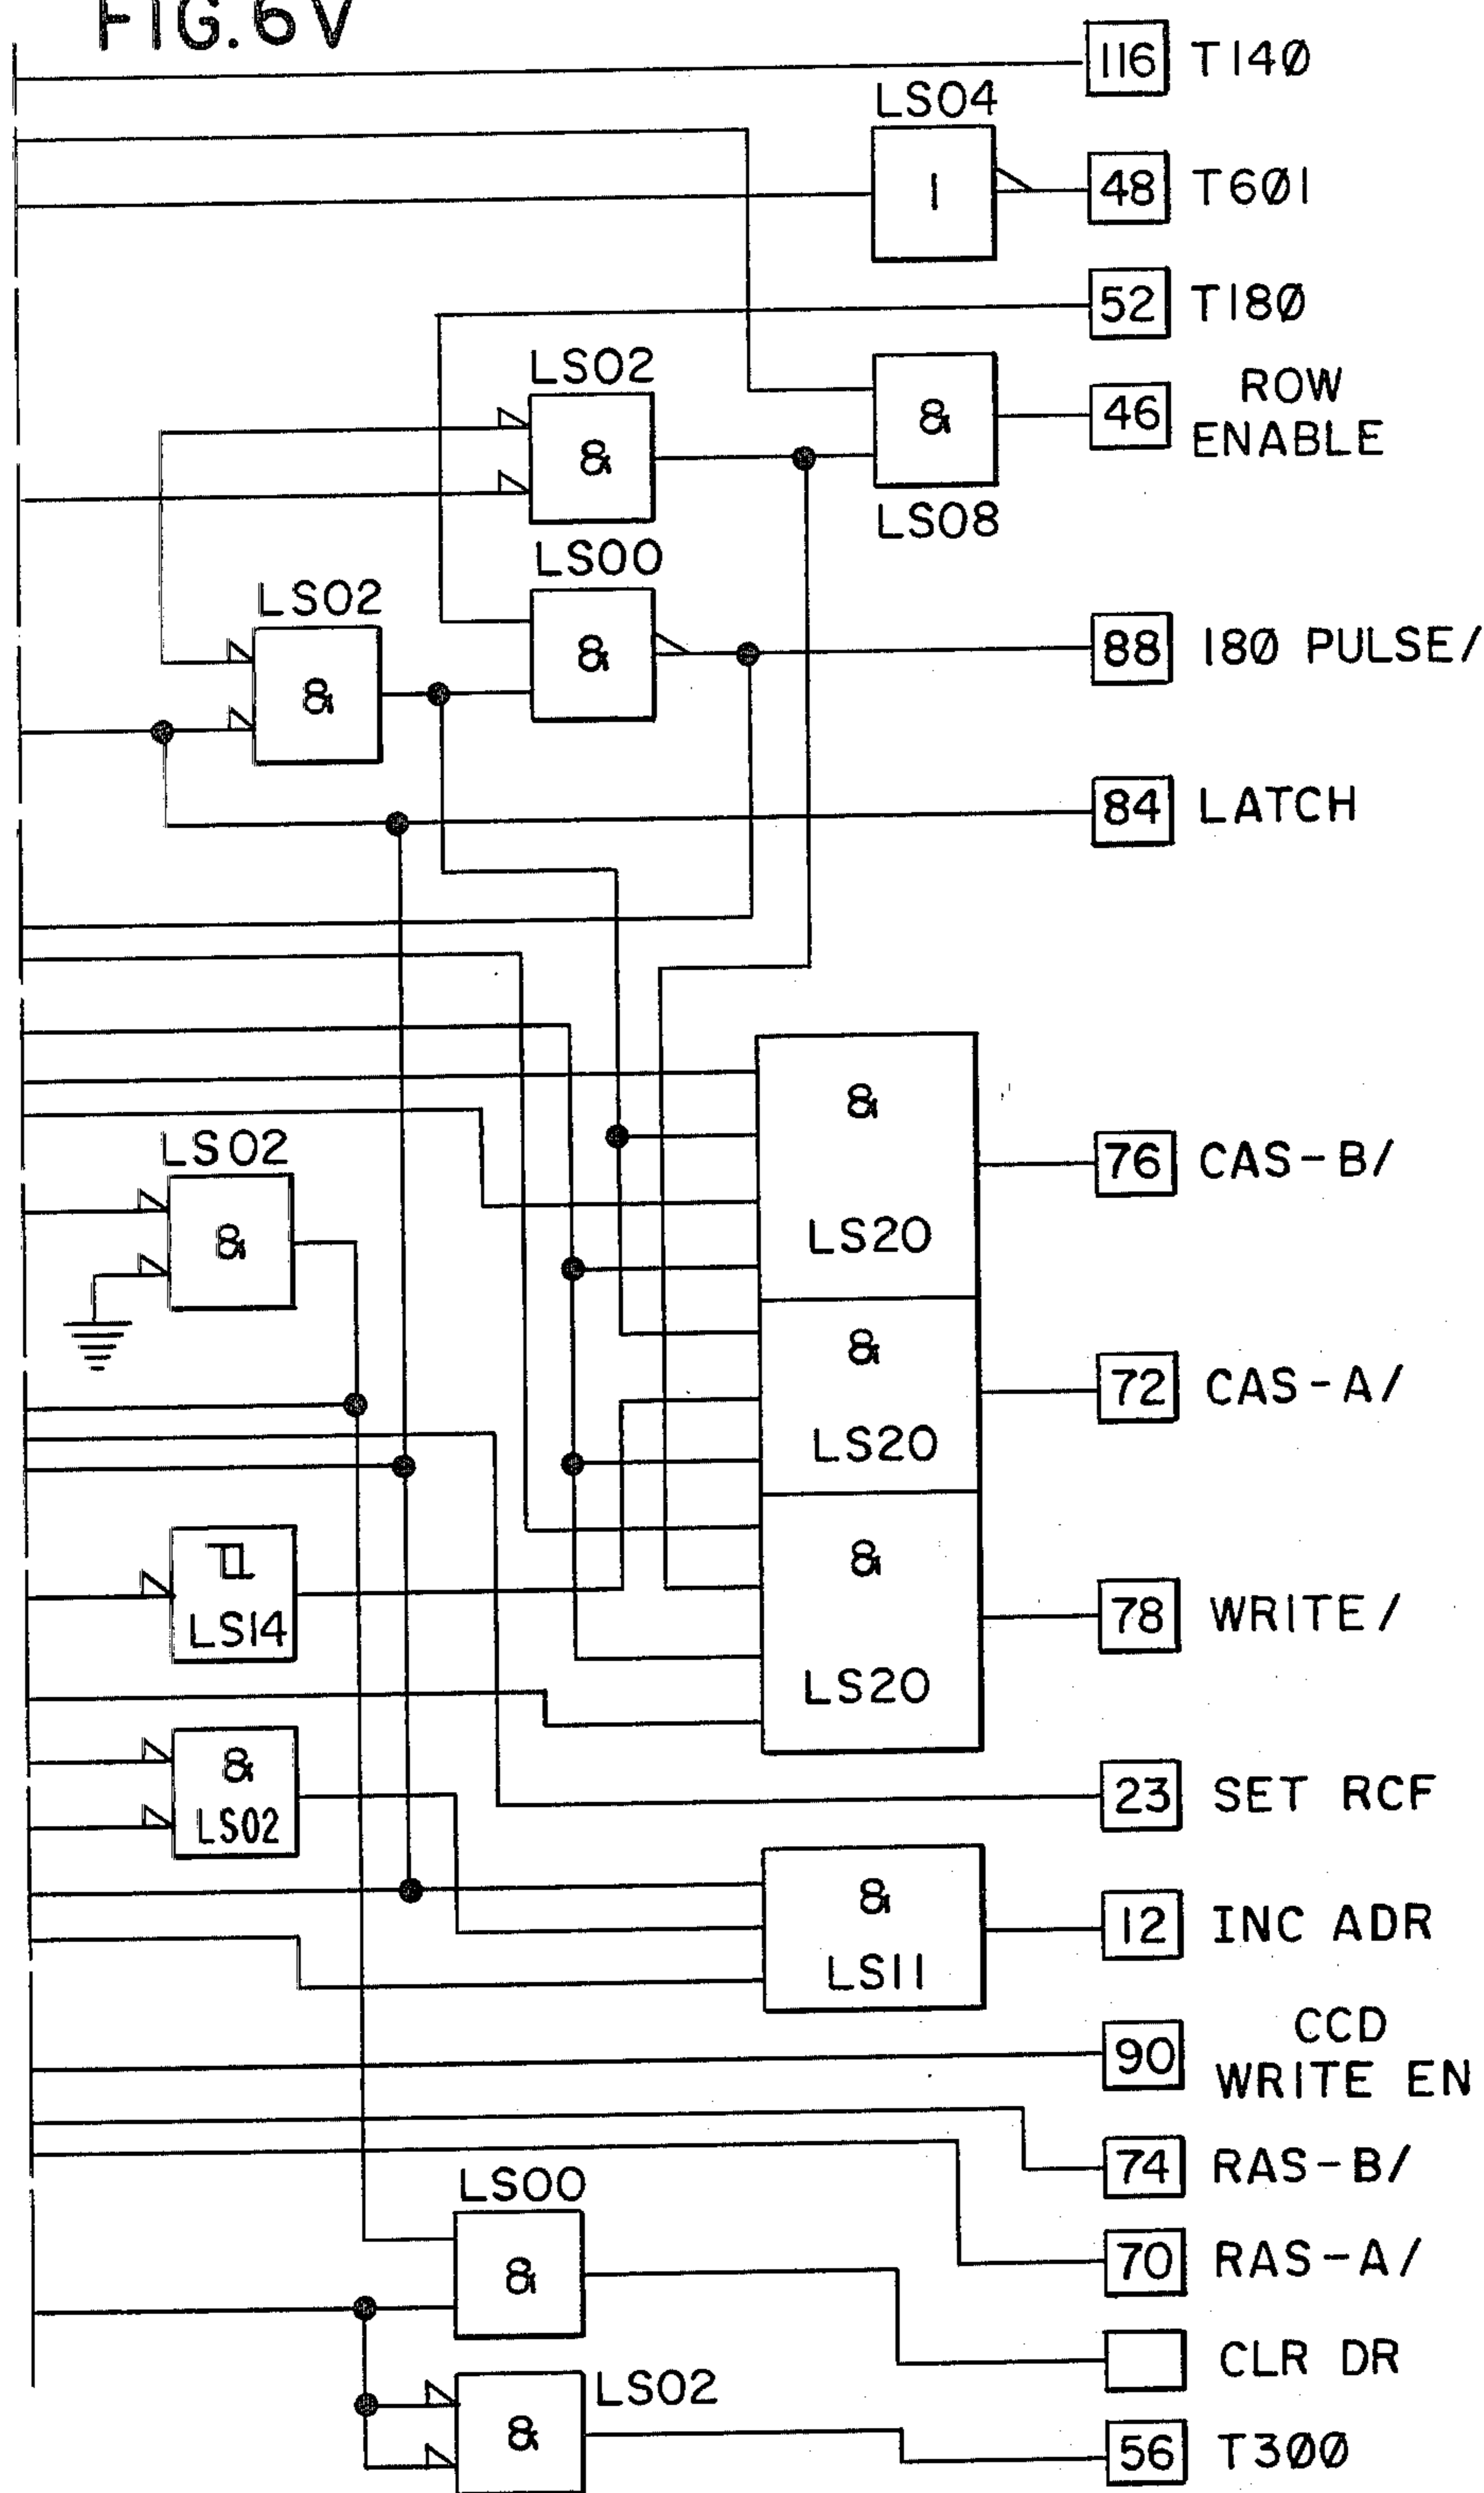 FIG. 6V
116 T14Ø
LS04
1
48 T6Ø1
52 T18Ø
LS02
&
ROW
46 ENABLE
&
LS08
LS00
&
LS02
&
88 18Ø PULSE/
84 LATCH
&
LS20
76 CAS-B/
LS02
&
&
LS20
72 CAS-A/
LS14
&
LS20
78 WRITE/
&
LS02
23 SET RCF
&
LS11
12 INC ADR
CCD
90 WRITE EN
74 RAS-B/
LS00
&
70 RAS-A/
CLR DR
LS02
&
56 T3ØØ